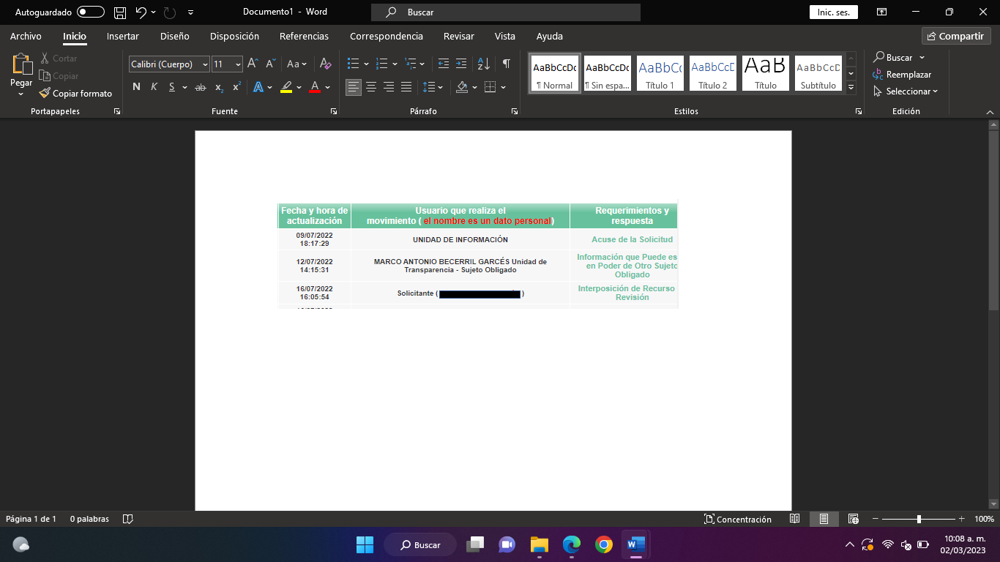 Autoguardado
Documento1 - Word
Buscar
Inic. ses.
Archivo Inicio Insertar Diseño Disposición Referencias Correspondencia Revisar Vista Ayuda
Compartir
Pegar
Cortar
Copiar
Copiar formato
Portapapeles
Calibri (Cuerpo) 11
Aa
N K S ab x₂ x² A A
Fuente
Párrafo
AaBbCcDc AaBbCcDc AaBbCc AaBbCcD AaB AaBbCcD
¶ Normal ¶ Sin espa... Título 1 Título 2 Título Subtítulo
Estilos
Buscar
Reemplazar
Seleccionar
Edición
Fecha y hora de
actualización
Usuario que realiza el
movimiento ( el nombre es un dato personal)
Requerimientos y
respuesta
09/07/2022
18:17:29
UNIDAD DE INFORMACIÓN
Acuse de la Solicitud
12/07/2022
14:15:31
MARCO ANTONIO BECERRIL GARCÉS Unidad de
Transparencia - Sujeto Obligado
Información que Puede es
en Poder de Otro Sujeto
Obligado
16/07/2022
16:05:54
Solicitante ( )
Interposición de Recurso
Revisión
Página 1 de 1 0 palabras
Concentración
100%
Buscar
10:08 a. m.
02/03/2023